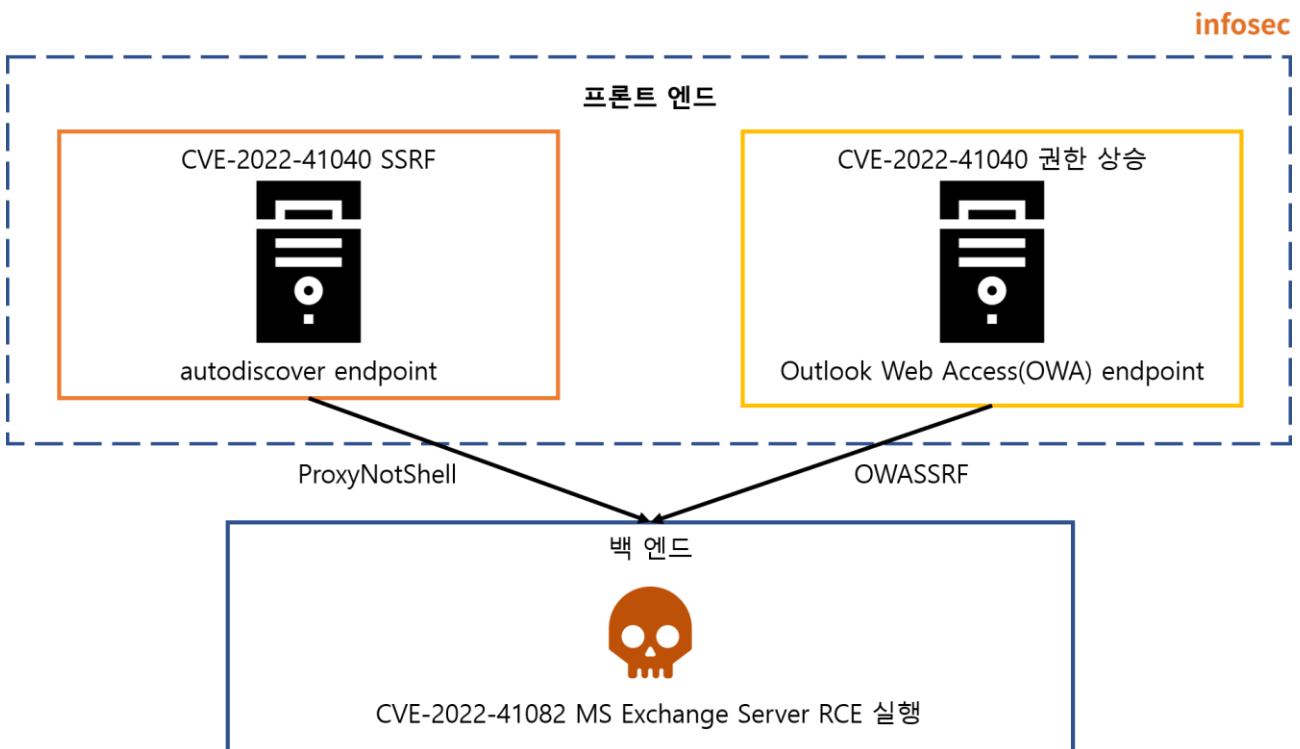 infosec
프론트 엔드
CVE-2022-41040 SSRF
autodiscover endpoint
CVE-2022-41040 권한 상승
Outlook Web Access(OWA) endpoint
ProxyNotShell
OWASSRF
백 엔드
CVE-2022-41082 MS Exchange Server RCE 실행